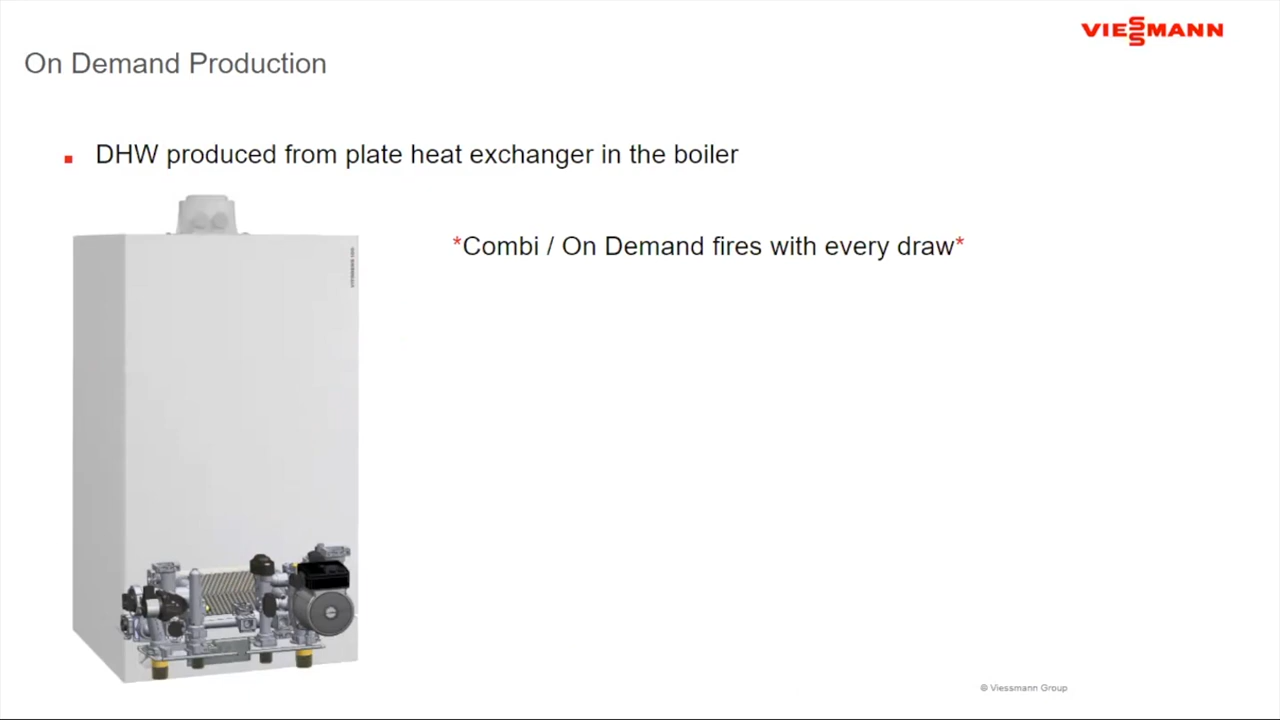 VIESSMANN
On Demand Production
▪ DHW produced from plate heat exchanger in the boiler
*Combi / On Demand fires with every draw*
© Viessmann Group